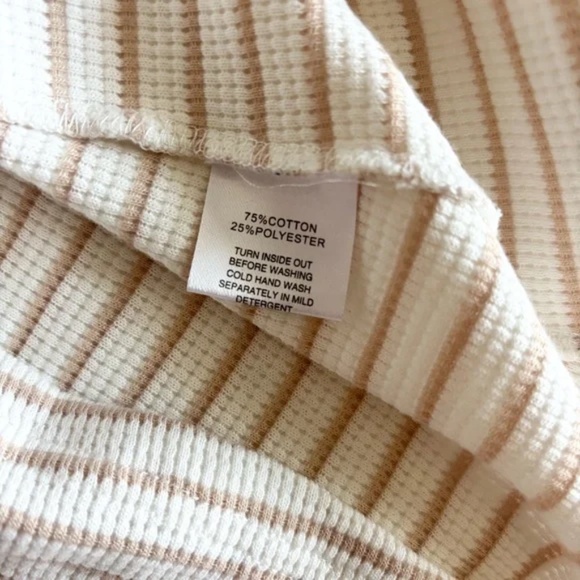 75%COTTON
25%POLYESTER
TURN INSIDE OUT
BEFORE WASHING
COLD HAND WASH
SEPARATELY IN MILD
DETERGENT